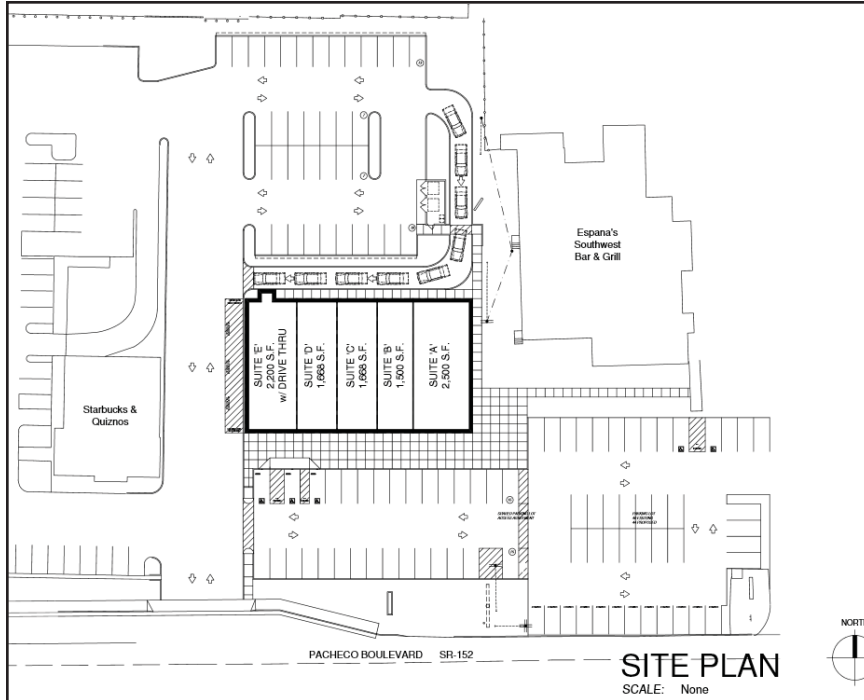 Espana's
Southwest
Bar & Grill
SUITE 'E'
2,200 S.F.
w/ DRIVE THRU
SUITE 'D'
1,668 S.F.
SUITE 'C'
1,668 S.F.
SUITE 'B'
1,500 S.F.
SUITE 'A'
2,500 S.F.
Starbucks &
Quiznos
PACHECO BOULEVARD SR-152
SITE PLAN
SCALE: None
NORTH